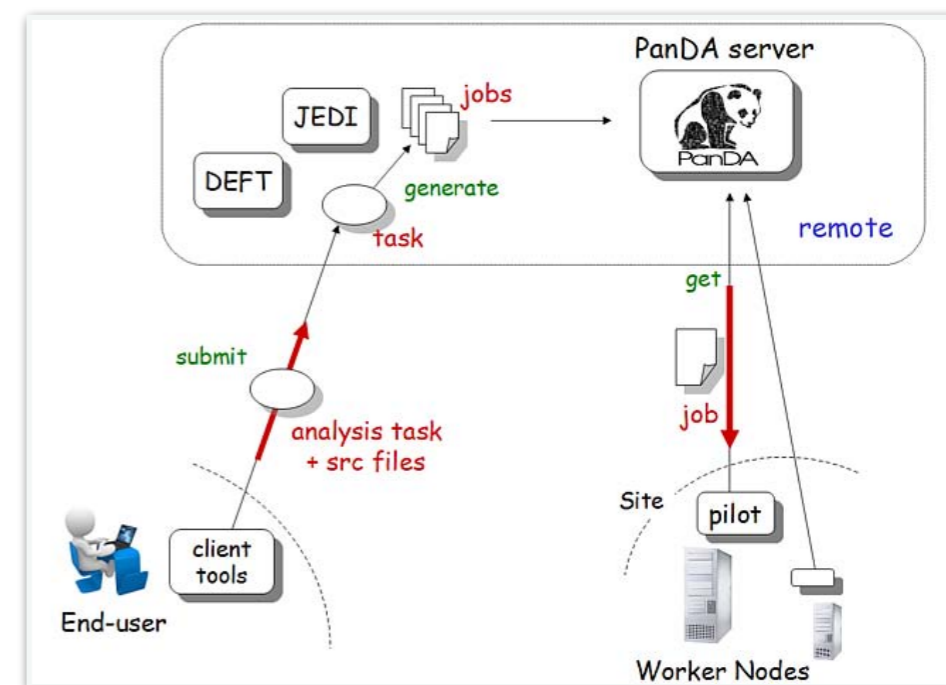 PanDA server
JEDI
jobs
PanDA
DEFT
generate
task
remote
get
submit
job
analysis task
+ src files
Site
pilot
client
tools
End-user
Worker Nodes